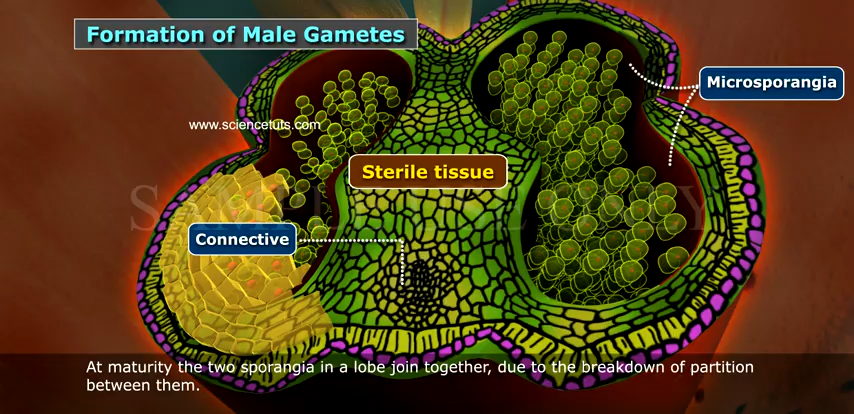 Formation of Male Gametes
Microsporangia
www.sciencetuts.com
Sterile tissue
Connective
At maturity the two sporangia in a lobe join together, due to the breakdown of partition
between them.